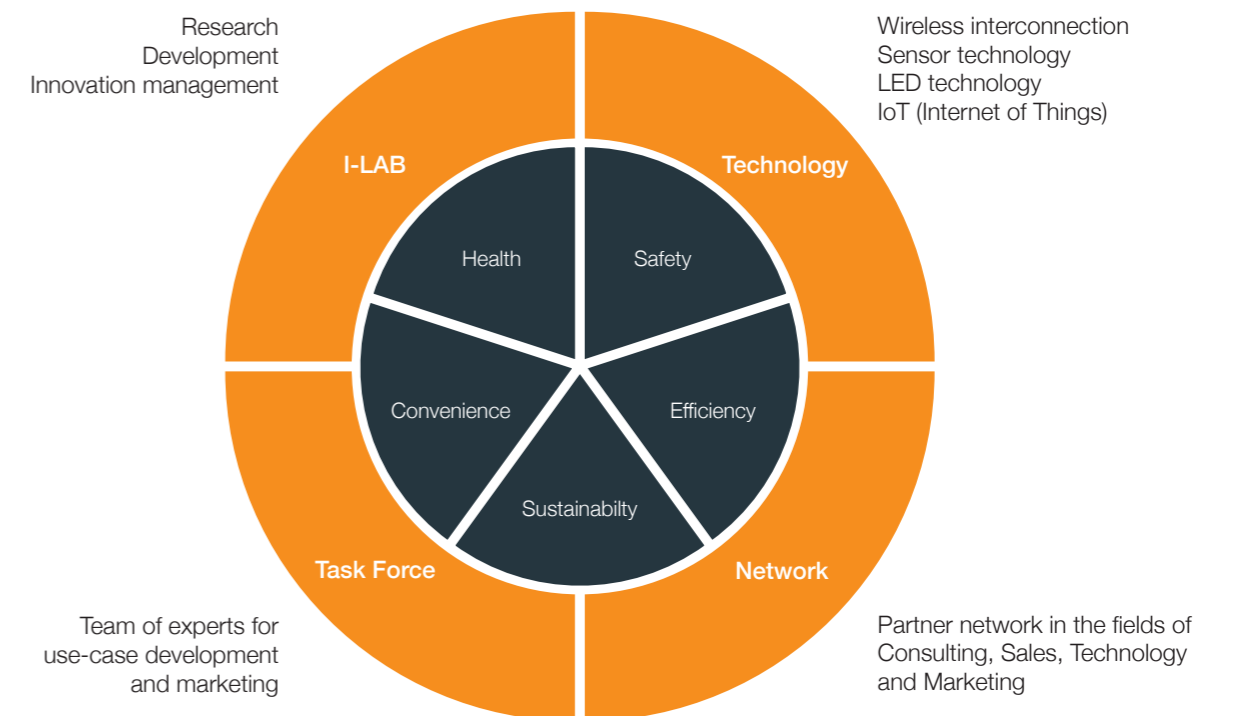 Research
Development
Innovation management
Wireless interconnection
Sensor technology
LED technology
IoT (Internet of Things)
I-LAB
Technology
Health
Safety
Convenience
Efficiency
Sustainabilty
Task Force
Network
Team of experts for
use-case development
and marketing
Partner network in the fields of
Consulting, Sales, Technology
and Marketing